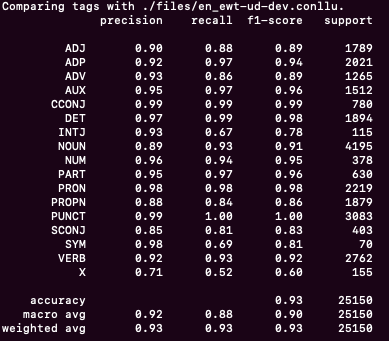 Comparing tags with ./files/en_ewt-ud-dev.conllu.
precision recall f1-score support
ADJ 0.90 0.88 0.89 1789
ADP 0.92 0.97 0.94 2021
ADV 0.93 0.86 0.89 1265
AUX 0.95 0.97 0.96 1512
CCONJ 0.99 0.99 0.99 780
DET 0.97 0.99 0.98 1894
INTJ 0.93 0.67 0.78 115
NOUN 0.89 0.93 0.91 4195
NUM 0.96 0.94 0.95 378
PART 0.95 0.97 0.96 630
PRON 0.98 0.98 0.98 2219
PROPN 0.88 0.84 0.86 1879
PUNCT 0.99 1.00 1.00 3083
SCONJ 0.85 0.81 0.83 403
SYM 0.98 0.69 0.81 70
VERB 0.92 0.93 0.92 2762
X 0.71 0.52 0.60 155
accuracy 0.93 25150
macro avg 0.92 0.88 0.90 25150
weighted avg 0.93 0.93 0.93 25150